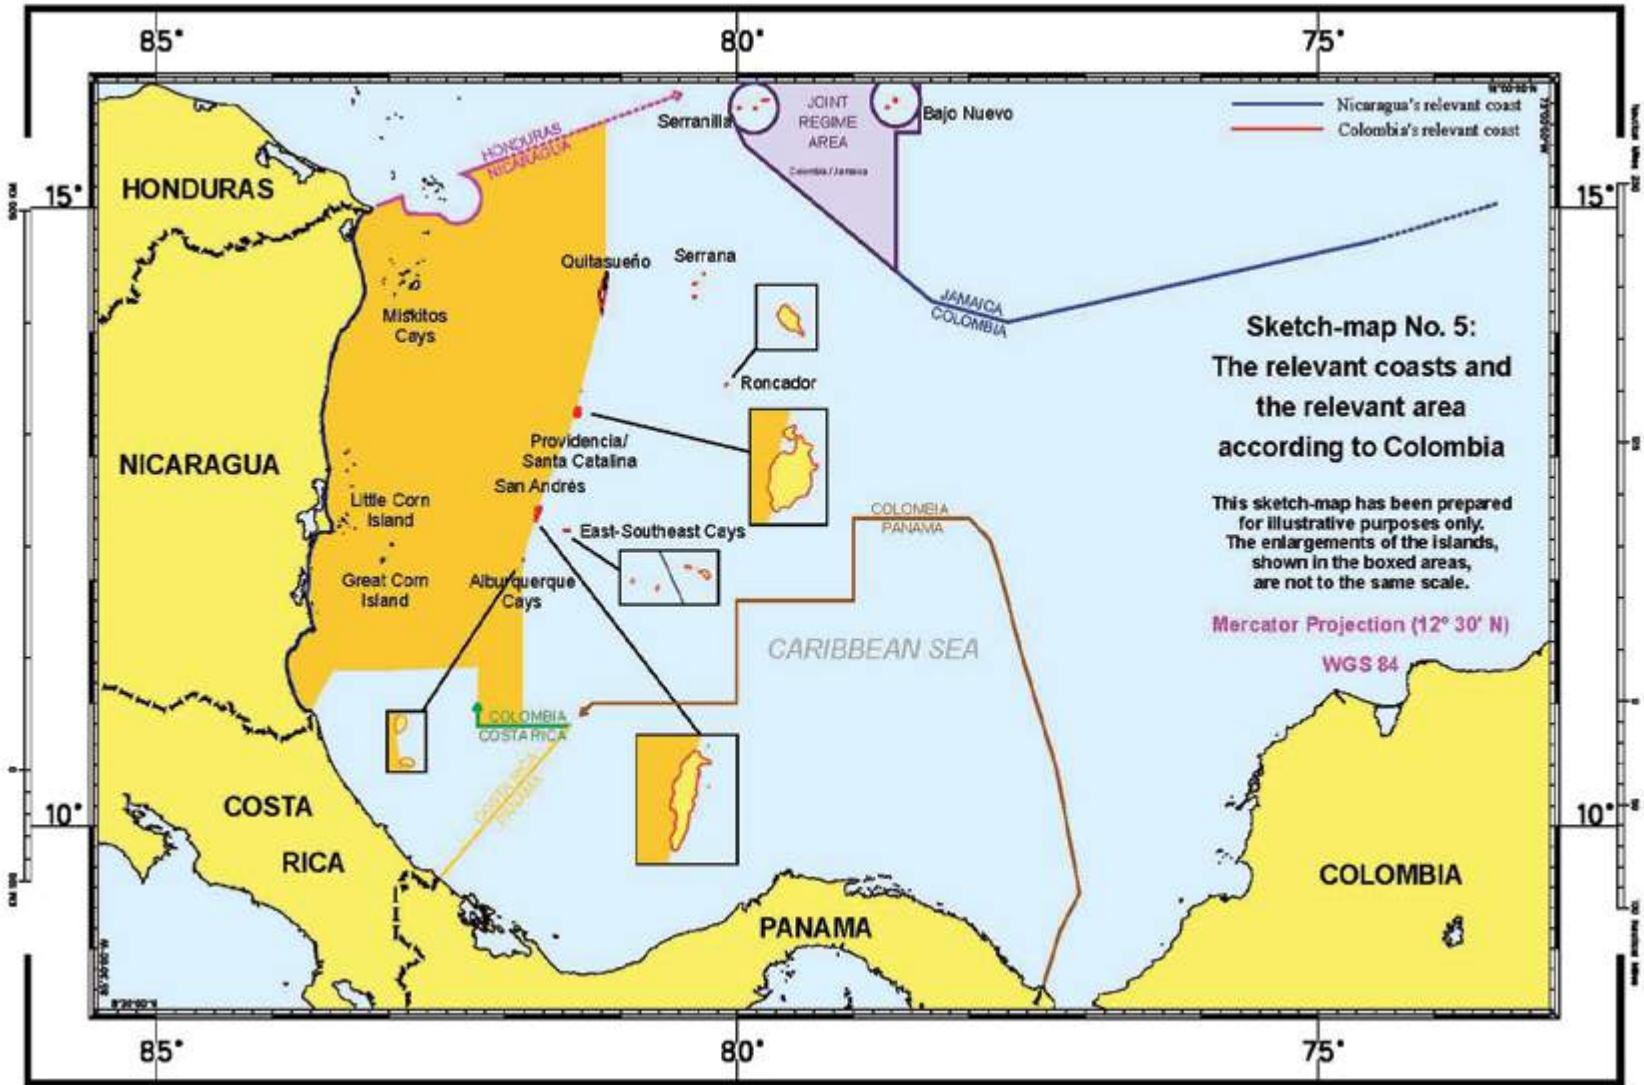 85°
80°
75°
Nicaragua's relevant coast
Colombia's relevant coast
JOINT
REGIME
AREA
Colombia / Jamaica
Serranilla
Bajo Nuevo
HONDURAS
NICARAGUA
HONDURAS
15°
15°
Quitasueño
Serrana
Miskitos
Cays
JAMAICA
COLOMBIA
Sketch-map No. 5:
The relevant coasts and
the relevant area
according to Colombia
Roncador
Providencia/
Santa Catalina
NICARAGUA
San Andrés
Little Corn
Island
East-Southeast Cays
COLOMBIA
PANAMA
This sketch-map has been prepared
for illustrative purposes only.
The enlargements of the islands,
shown in the boxed areas,
are not to the same scale.
Great Corn
Island
Alburquerque
Cays
Mercator Projection (12° 30' N)
WGS 84
CARIBBEAN SEA
COLOMBIA
COSTA RICA
COSTA RICA
PANAMA
COSTA
RICA
10°
10°
COLOMBIA
PANAMA
85°
80°
75°